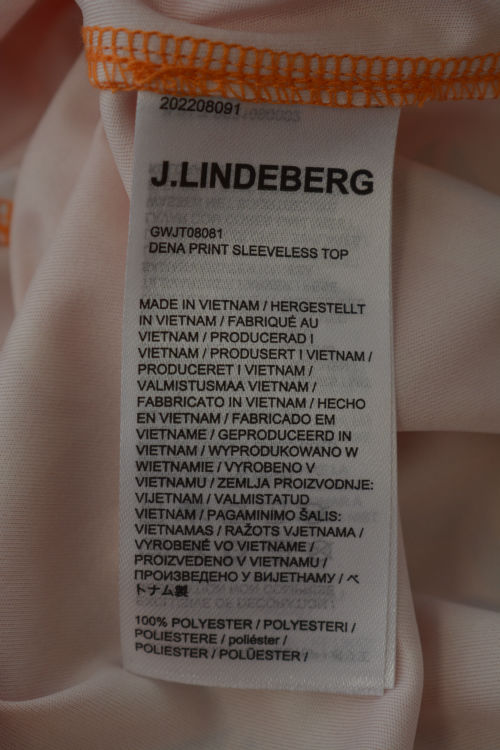 202208091
J.LINDEBERG
GWJT08081
DENA PRINT SLEEVELESS TOP
MADE IN VIETNAM / HERGESTELLT
IN VIETNAM / FABRIQUÉ AU
VIETNAM / PRODUCERAD I
VIETNAM / PRODUSERT I VIETNAM /
PRODUCERET I VIETNAM /
VALMISTUSMAA VIETNAM /
FABBRICATO IN VIETNAM / HECHO
EN VIETNAM / FABRICADO EM
VIETNAME / GEPRODUCEERD IN
VIETNAM / WYPRODUKOWANO W
WIETNAMIE / VYROBENO V
VIETNAMU / ZEMLJA PROIZVODNJE:
VIJETNAM / VALMISTATUD
VIETNAM / PAGAMINIMO ŠALIS:
VIETNAMAS / RAŽOTS VJETNAMA /
VYROBENÉ VO VIETNAME /
PROIZVEDENO V VIETNAMU /
ПРОИЗВЕДЕНО У ВИЈЕТНАМУ / ベ
トナム製
100% POLYESTER / POLYESTERI /
POLIESTERE / poliéster /
POLIESTER / POLÜESTER /